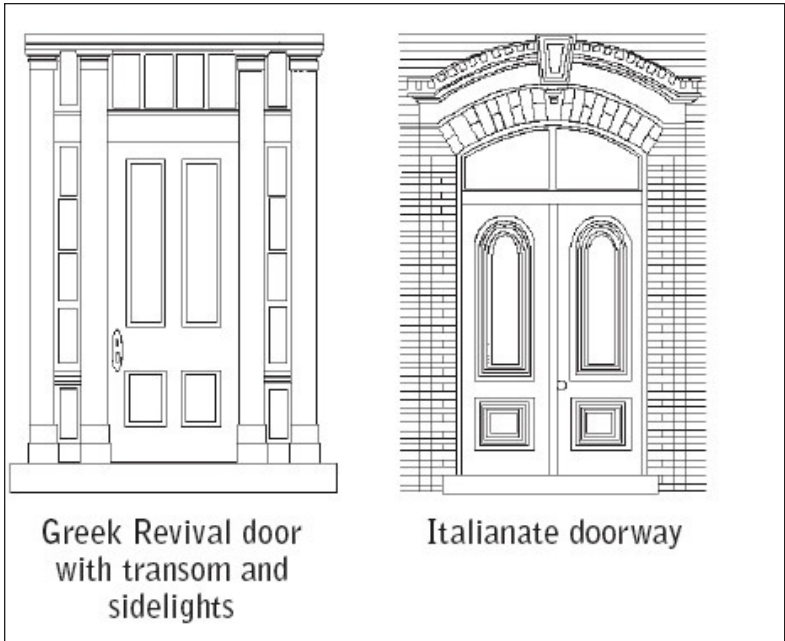 Greek Revival door
with transom and
sidelights
Italianate doorway